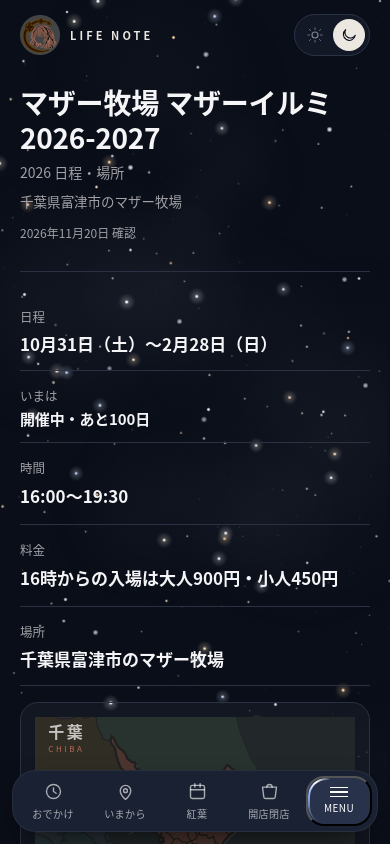 LIFE NOTE
マザー牧場 マザーイルミ
2026-2027
2026 日程・場所
千葉県富津市のマザー牧場
2026年11月20日 確認
日程
10月31日（土）〜2月28日（日）
いまは
開催中・あと100日
時間
16:00〜19:30
料金
16時からの入場は大人900円・小人450円
場所
千葉県富津市のマザー牧場
千葉
CHIBA
おでかけ
いまから
紅葉
開店閉店
MENU